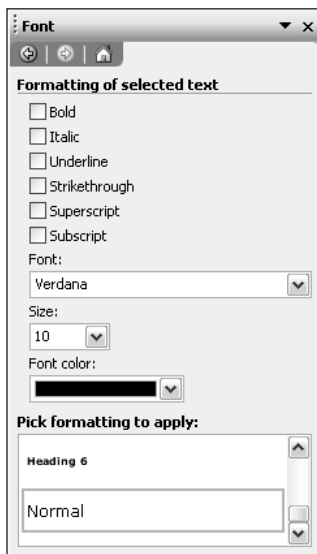 Font
Formatting of selected text
Bold
Italic
Underline
Strikethrough
Superscript
Subscript
Font:
Verdana
Size:
10
Font color:
Pick formatting to apply:
Heading 6
Normal